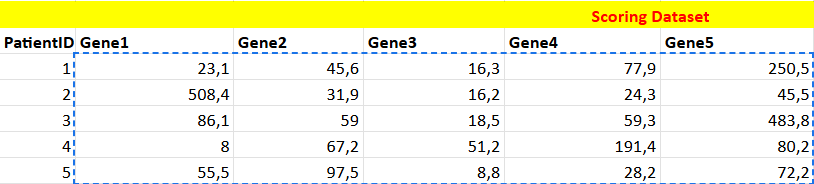 Scoring Dataset
PatientID Gene1 Gene2 Gene3 Gene4 Gene5
1 23,1 45,6 16,3 77,9 250,5
2 508,4 31,9 16,2 24,3 45,5
3 86,1 59 18,5 59,3 483,8
4 8 67,2 51,2 191,4 80,2
5 55,5 97,5 8,8 28,2 72,2